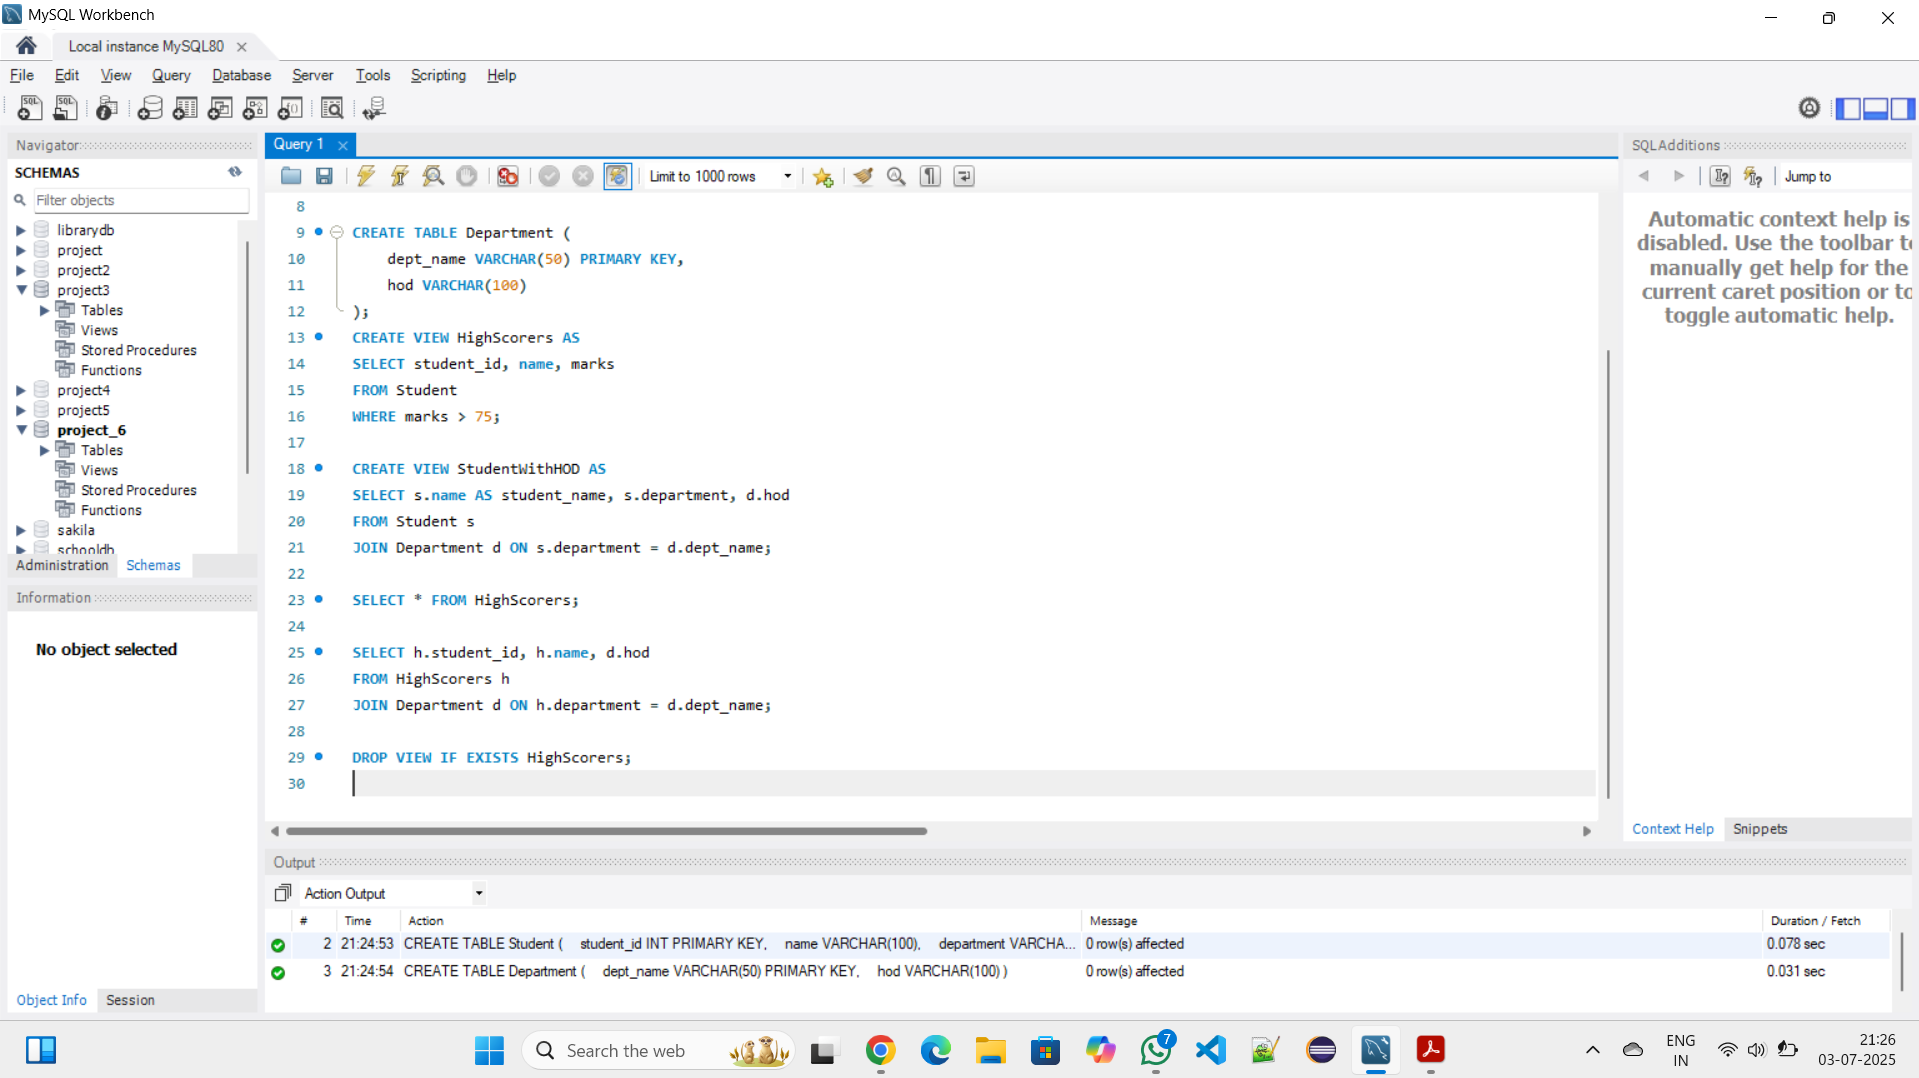 MySQL Workbench
Local instance MySQL80
File Edit View Query Database Server Tools Scripting Help
Navigator
SCHEMAS
Filter objects
librarydb
project
project2
project3
Tables
Views
Stored Procedures
Functions
project4
project5
project_6
Tables
Views
Stored Procedures
Functions
sakila
schooldb
Administration Schemas
Information
No object selected
Object Info Session
Query 1
Limit to 1000 rows
8
9 CREATE TABLE Department (
10 dept_name VARCHAR(50) PRIMARY KEY,
11 hod VARCHAR(100)
12 );
13 CREATE VIEW HighScorers AS
14 SELECT student_id, name, marks
15 FROM Student
16 WHERE marks > 75;
17
18 CREATE VIEW StudentWithHOD AS
19 SELECT s.name AS student_name, s.department, d.hod
20 FROM Student s
21 JOIN Department d ON s.department = d.dept_name;
22
23 SELECT * FROM HighScorers;
24
25 SELECT h.student_id, h.name, d.hod
26 FROM HighScorers h
27 JOIN Department d ON h.department = d.dept_name;
28
29 DROP VIEW IF EXISTS HighScorers;
30
SQLAdditions
Jump to
Automatic context help is
disabled. Use the toolbar to
manually get help for the
current caret position or to
toggle automatic help.
Context Help Snippets
Output
Action Output
# Time Action Message Duration / Fetch
2 21:24:53 CREATE TABLE Student ( student_id INT PRIMARY KEY, name VARCHAR(100), department VARCHA... 0 row(s) affected 0.078 sec
3 21:24:54 CREATE TABLE Department ( dept_name VARCHAR(50) PRIMARY KEY, hod VARCHAR(100) ) 0 row(s) affected 0.031 sec
Search the web
7
ENG
IN
21:26
03-07-2025